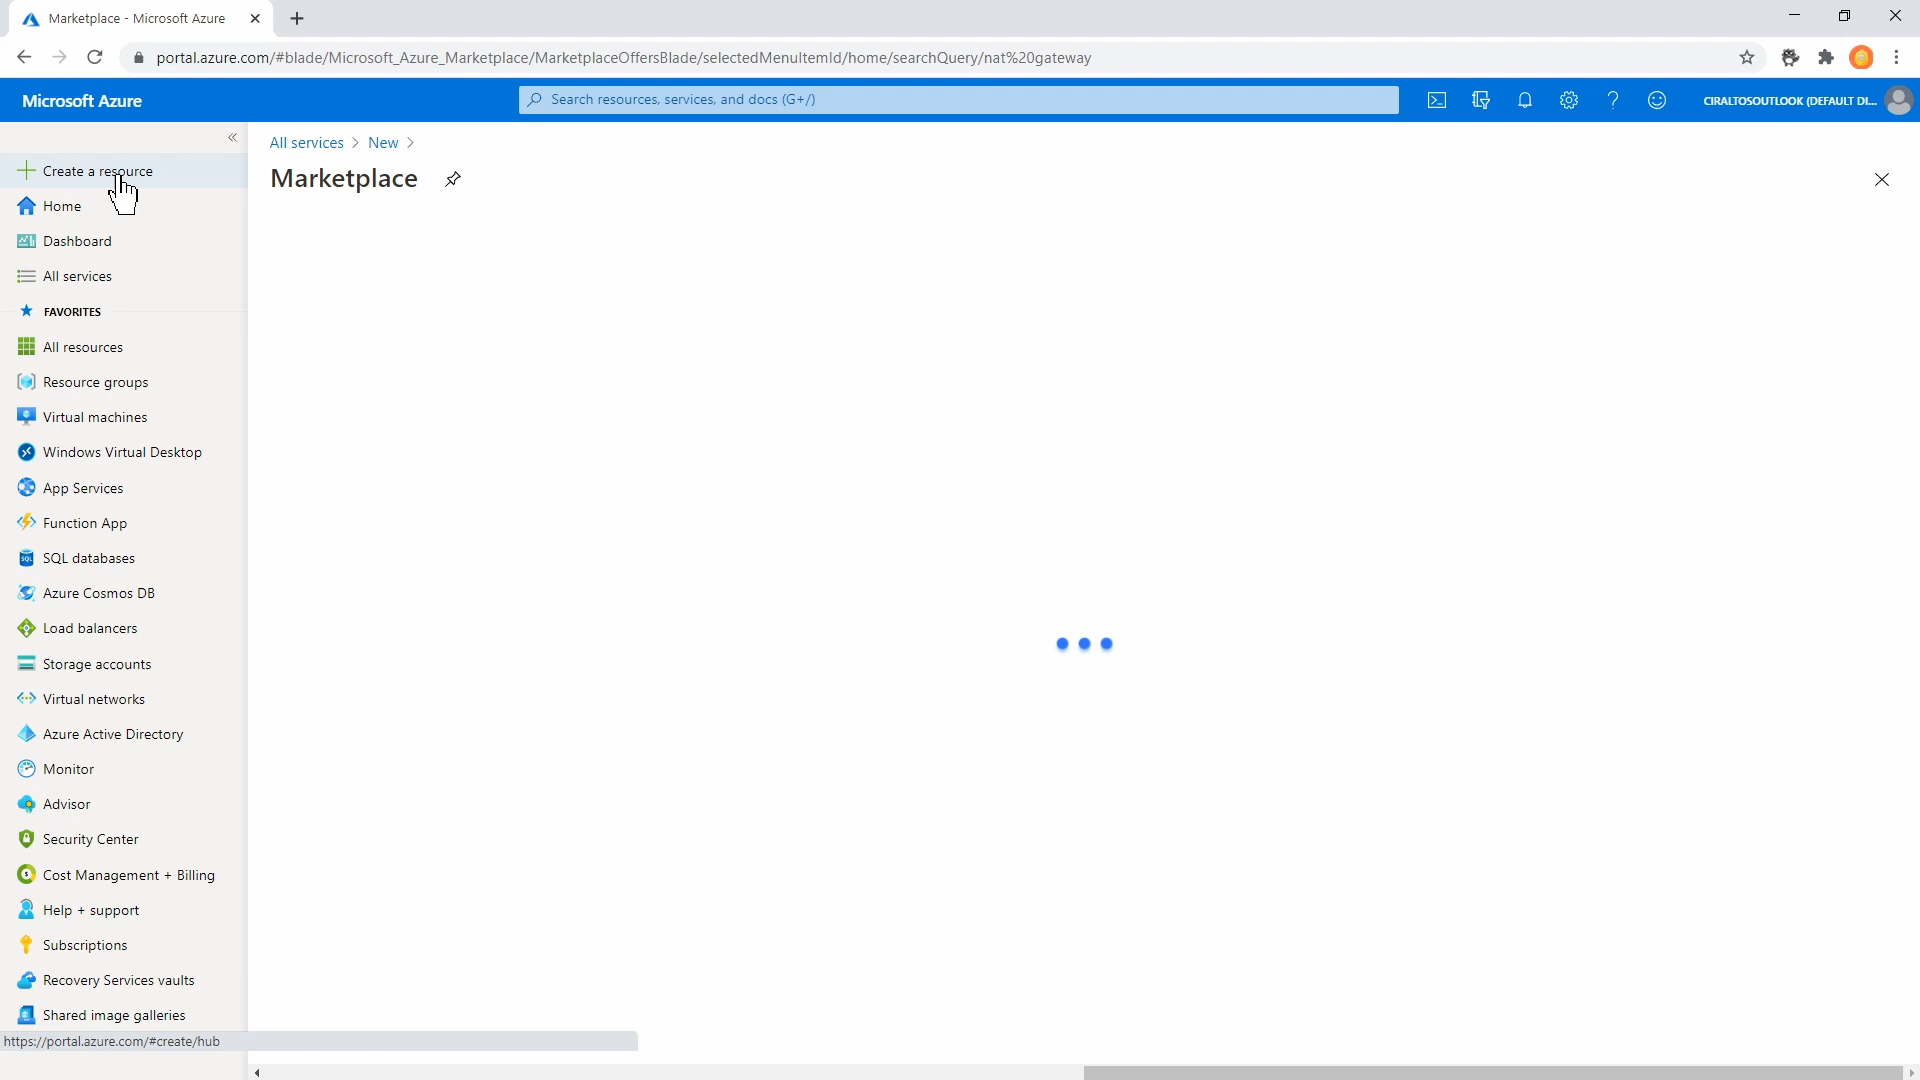 Marketplace - Microsoft Azure
portal.azure.com/#blade/Microsoft_Azure_Marketplace/MarketplaceOffersBlade/selectedMenuItemId/home/searchQuery/nat%20gateway
Microsoft Azure
Search resources, services, and docs (G+/)
CIRALTOSOUTLOOK (DEFAULT DI...
All services > New >
Marketplace
Create a resource
Home
Dashboard
All services
FAVORITES
All resources
Resource groups
Virtual machines
Windows Virtual Desktop
App Services
Function App
SQL databases
Azure Cosmos DB
Load balancers
Storage accounts
Virtual networks
Azure Active Directory
Monitor
Advisor
Security Center
Cost Management + Billing
Help + support
Subscriptions
Recovery Services vaults
Shared image galleries
https://portal.azure.com/#create/hub